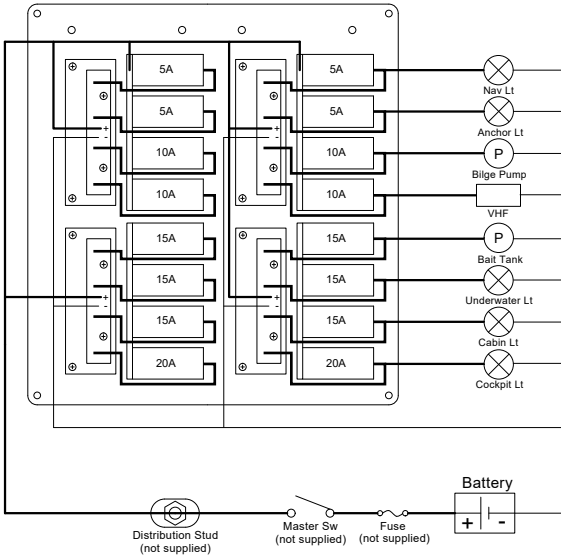 5A
5A
Nav Lt
5A
5A
Anchor Lt
+
-
+
-
10A
10A
P
Bilge Pump
10A
10A
VHF
15A
15A
P
Bait Tank
15A
15A
Underwater Lt
+
-
+
-
15A
15A
Cabin Lt
20A
20A
Cockpit Lt
Battery
+ -
Distribution Stud
(not supplied)
Master Sw
(not supplied)
Fuse
(not supplied)